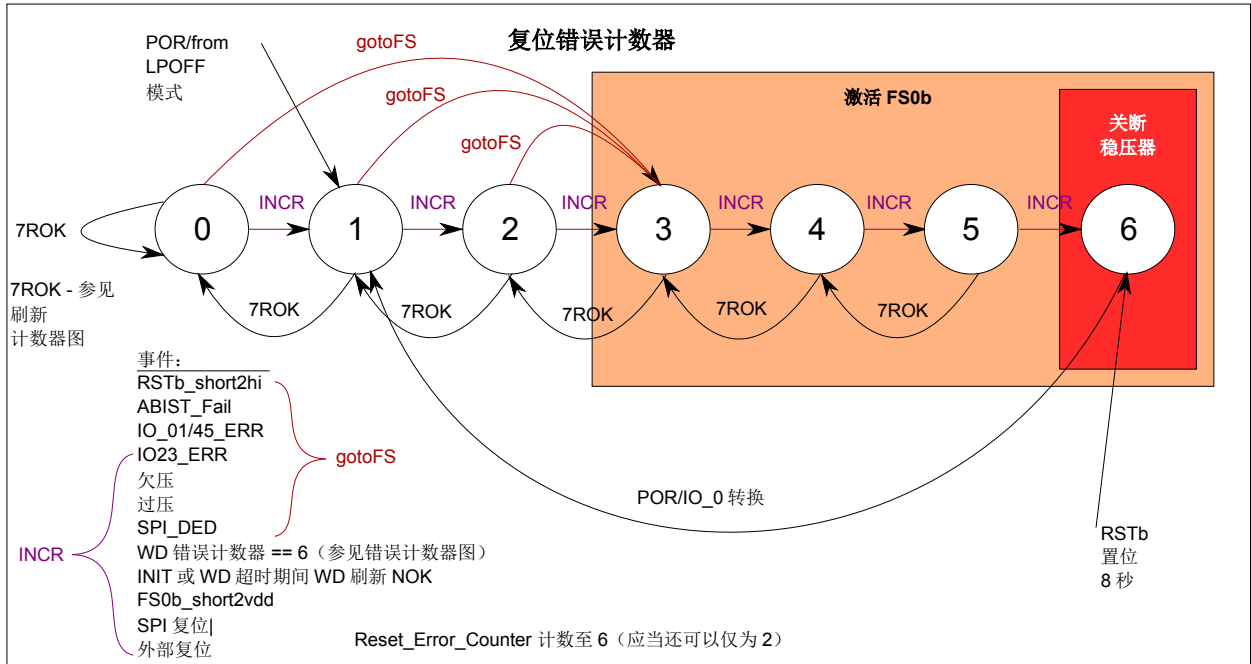 复位错误计数器
POR/from
LPOFF
模式
gotoFS
gotoFS
gotoFS
激活 FS0b
关断
稳压器
INCR
INCR
INCR
INCR
INCR
INCR
0
1
2
3
4
5
6
7ROK
7ROK
7ROK
7ROK
7ROK
7ROK
7ROK - 参见
刷新
计数器图
事件：
RSTb_short2hi
ABIST_Fail
IO_01/45_ERR
IO23_ERR
欠压
过压
SPI_DED
WD 错误计数器 == 6（参见错误计数器图）
INIT 或 WD 超时期间 WD 刷新 NOK
FS0b_short2vdd
SPI 复位|
外部复位
gotoFS
INCR
POR/IO_0 转换
RSTb
置位
8 秒
Reset_Error_Counter 计数至 6（应当还可以仅为 2）